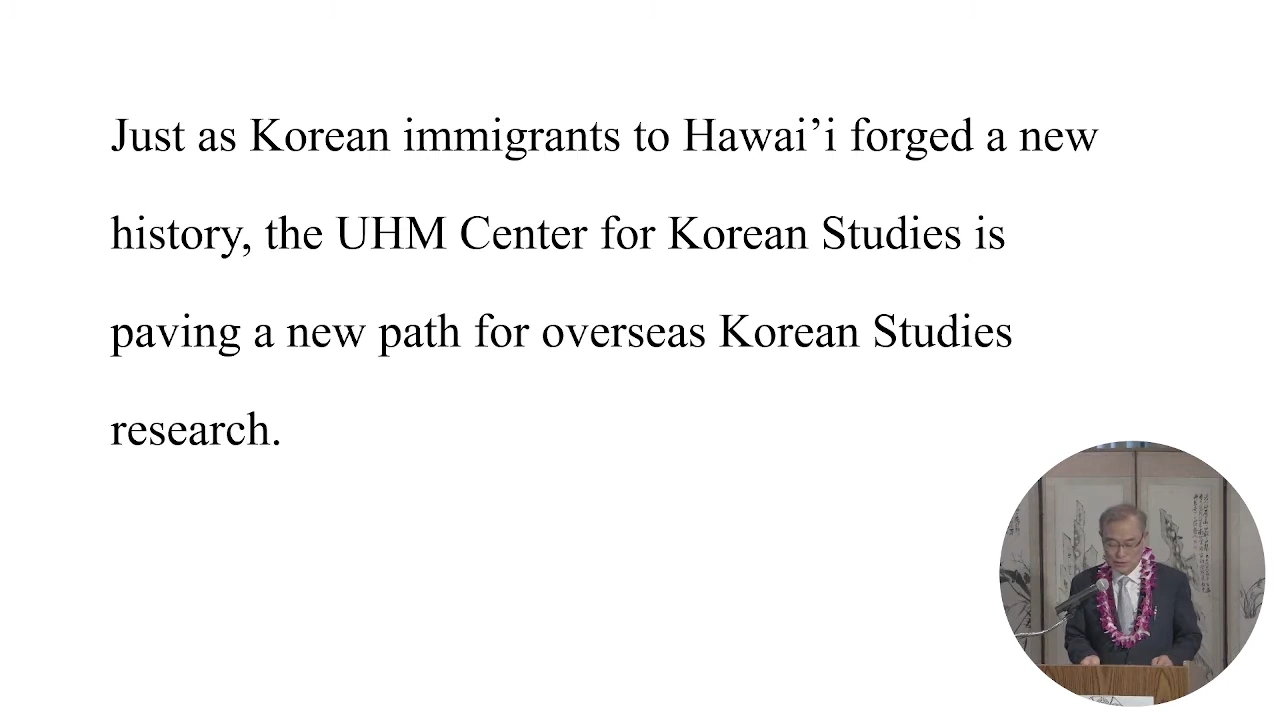 Just as Korean immigrants to Hawai’i forged a new
history, the UHM Center for Korean Studies is
paving a new path for overseas Korean Studies
research.